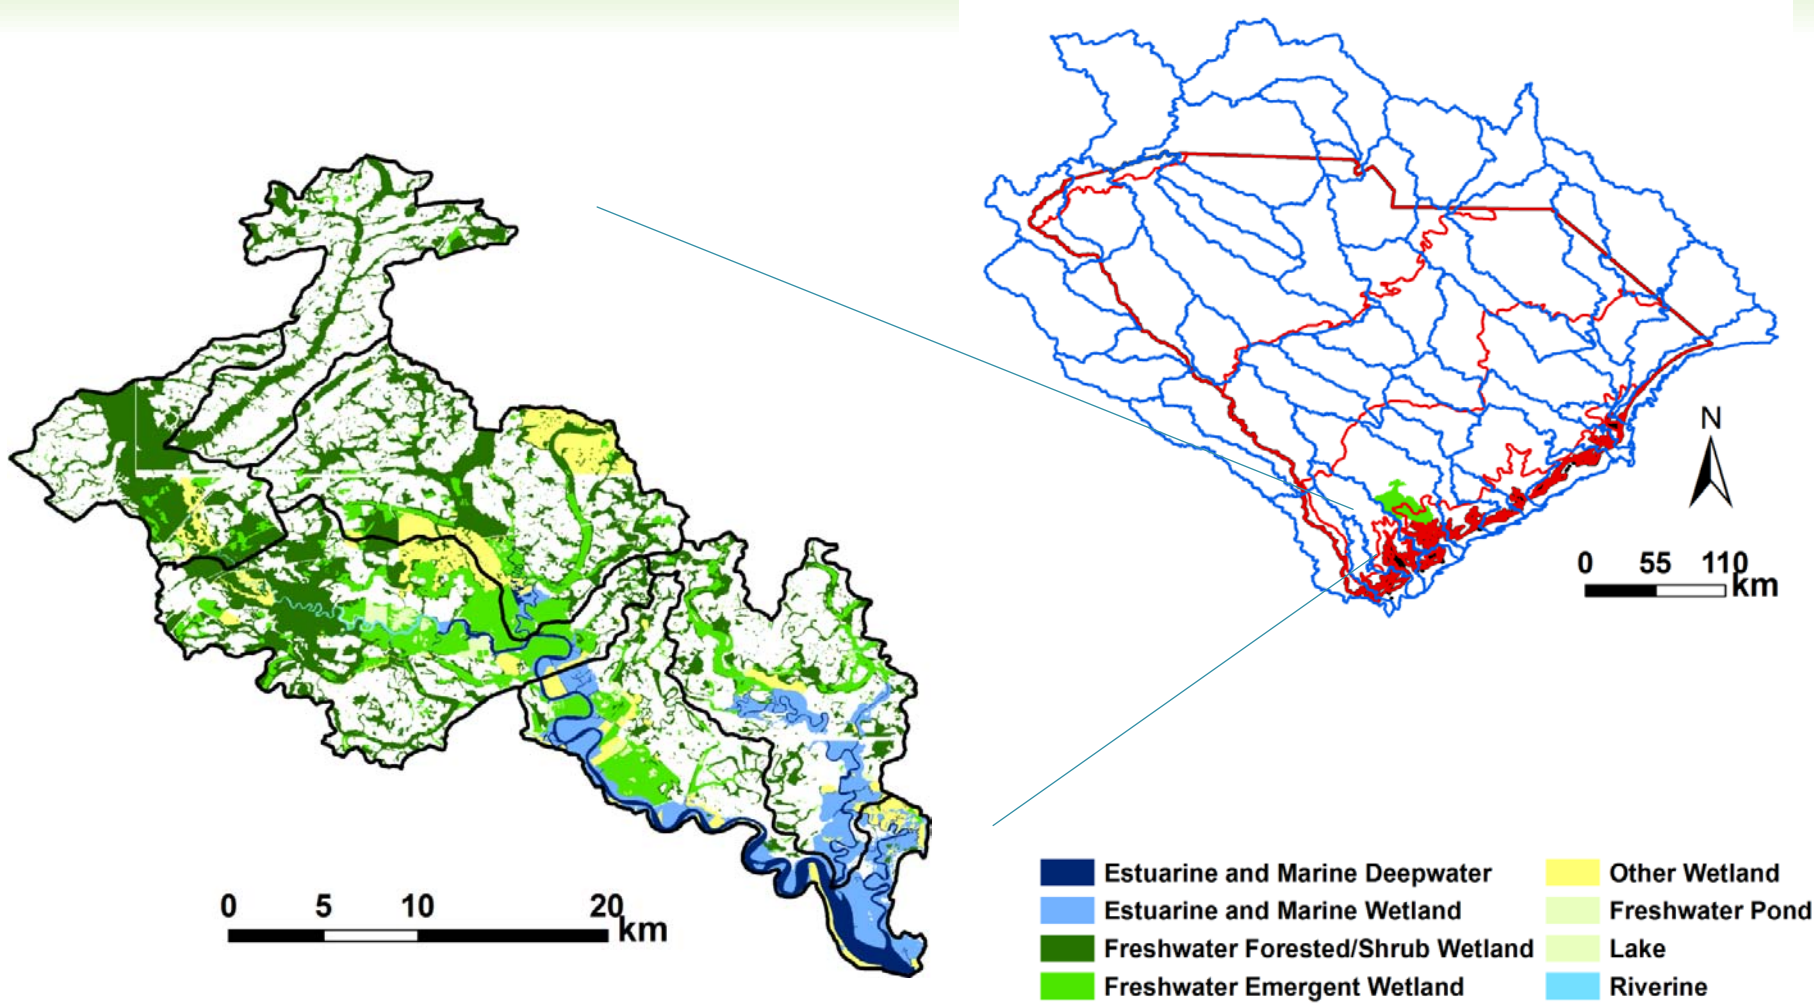 N
0 55 110 km
0 5 10 20 km
Estuarine and Marine Deepwater
Estuarine and Marine Wetland
Freshwater Forested/Shrub Wetland
Freshwater Emergent Wetland
Other Wetland
Freshwater Pond
Lake
Riverine